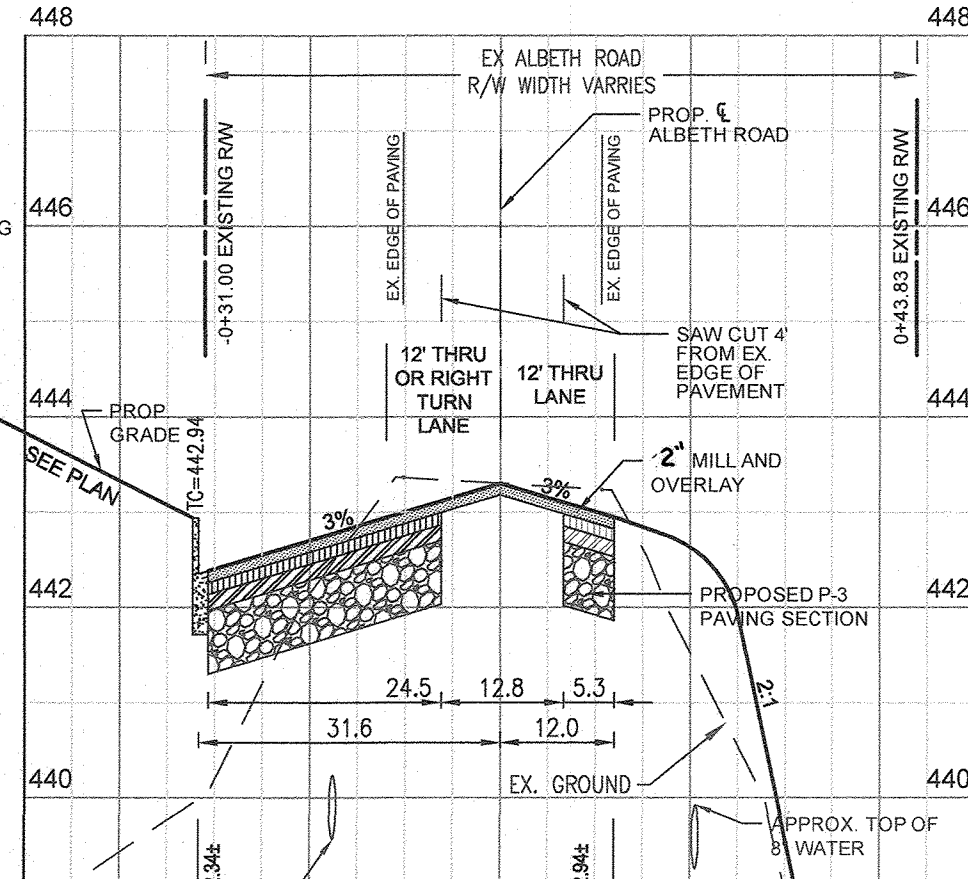 448
448
EX ALBETH ROAD
R/W WIDTH VARRIES
PROP. ℄
ALBETH ROAD
-0+31.00 EXISTING R/W
EX. EDGE OF PAVING
EX. EDGE OF PAVING
0+43.83 EXISTING R/W
446
446
G
SAW CUT 4'
FROM EX.
EDGE OF
PAVEMENT
12' THRU
OR RIGHT
TURN
LANE
12' THRU
LANE
444
444
PROP.
GRADE
TC=442.94
SEE PLAN
2" MILL AND
OVERLAY
3%
3%
442
442
PROPOSED P-3
PAVING SECTION
24.5
12.8
5.3
31.6
12.0
2:1
EX. GROUND
440
440
APPROX. TOP OF
8" WATER
.34±
.94±